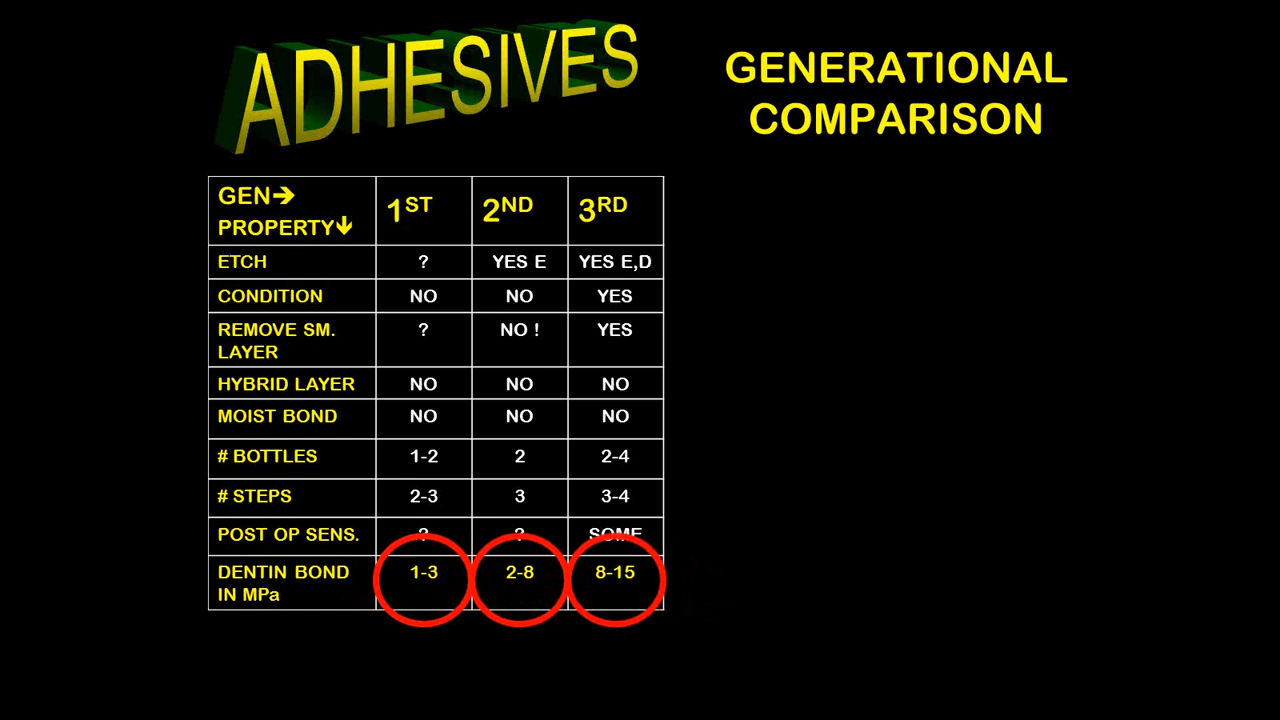 ADHESIVES
GENERATIONAL
COMPARISON
GEN➔ 1ST 2ND 3RD
PROPERTY🡻
ETCH ? YES E YES E,D
CONDITION NO NO YES
REMOVE SM. ? NO ! YES
LAYER
HYBRID LAYER NO NO NO
MOIST BOND NO NO NO
# BOTTLES 1-2 2 2-4
# STEPS 2-3 3 3-4
POST OP SENS. ? ? SOME
DENTIN BOND 1-3 2-8 8-15
IN MPa